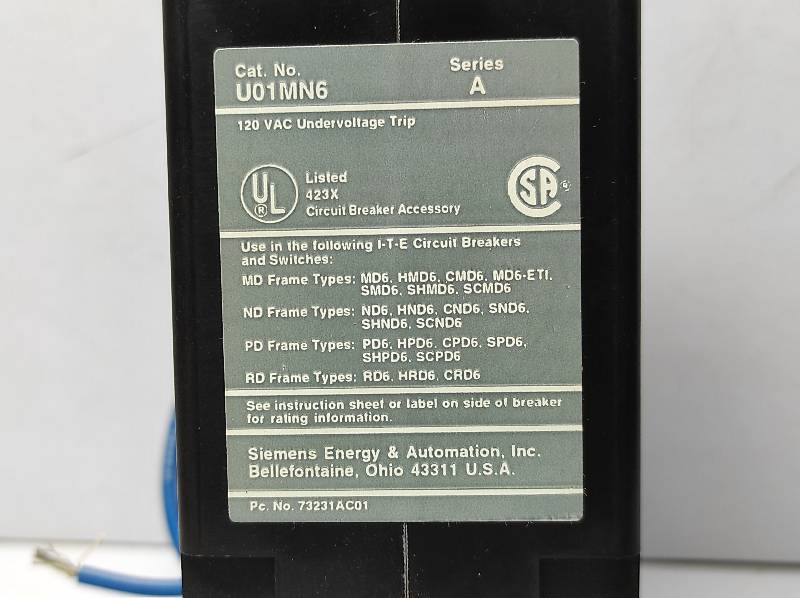 Cat. No.
Series
U01MN6
A
120 VAC Undervoltage Trip
UL
®
Listed
423X
Circuit Breaker Accessory
CSA
Use in the following I-T-E Circuit Breakers
and Switches:
MD Frame Types: MD6, HMD6, CMD6, MD6-ETI,
SMD6, SHMD6, SCMD6
ND Frame Types: ND6, HND6, CND6, SND6,
SHND6, SCND6
PD Frame Types: PD6, HPD6, CPD6, SPD6,
SHPD6, SCPD6
RD Frame Types: RD6, HRD6, CRD6
See instruction sheet or label on side of breaker
for rating information.
Siemens Energy & Automation, Inc.
Bellefontaine, Ohio 43311 U.S.A.
Pc. No. 73231AC01